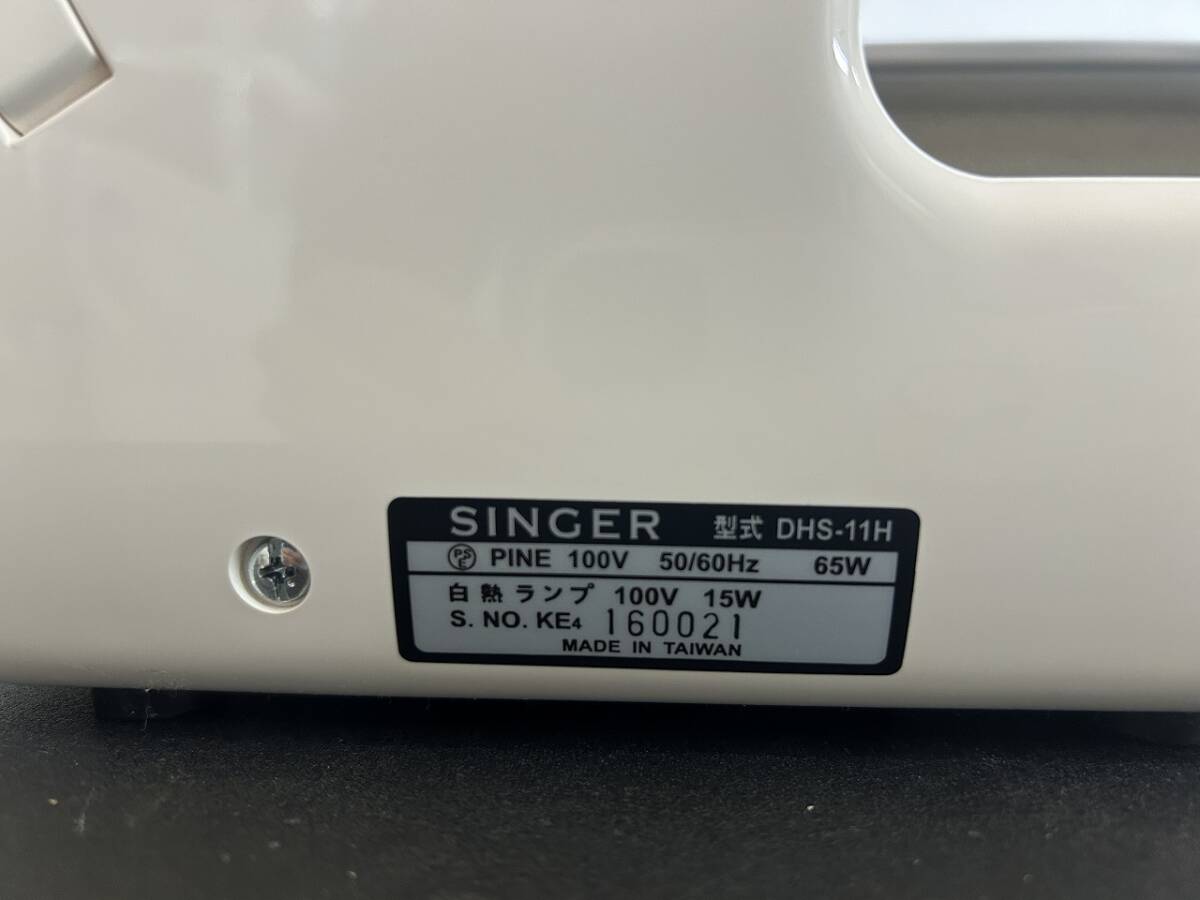 SINGER 型式 DHS-11H
PSE PINE 100V 50/60Hz 65W
白熱ランプ 100V 15W
S. NO. KE4 160021
MADE IN TAIWAN